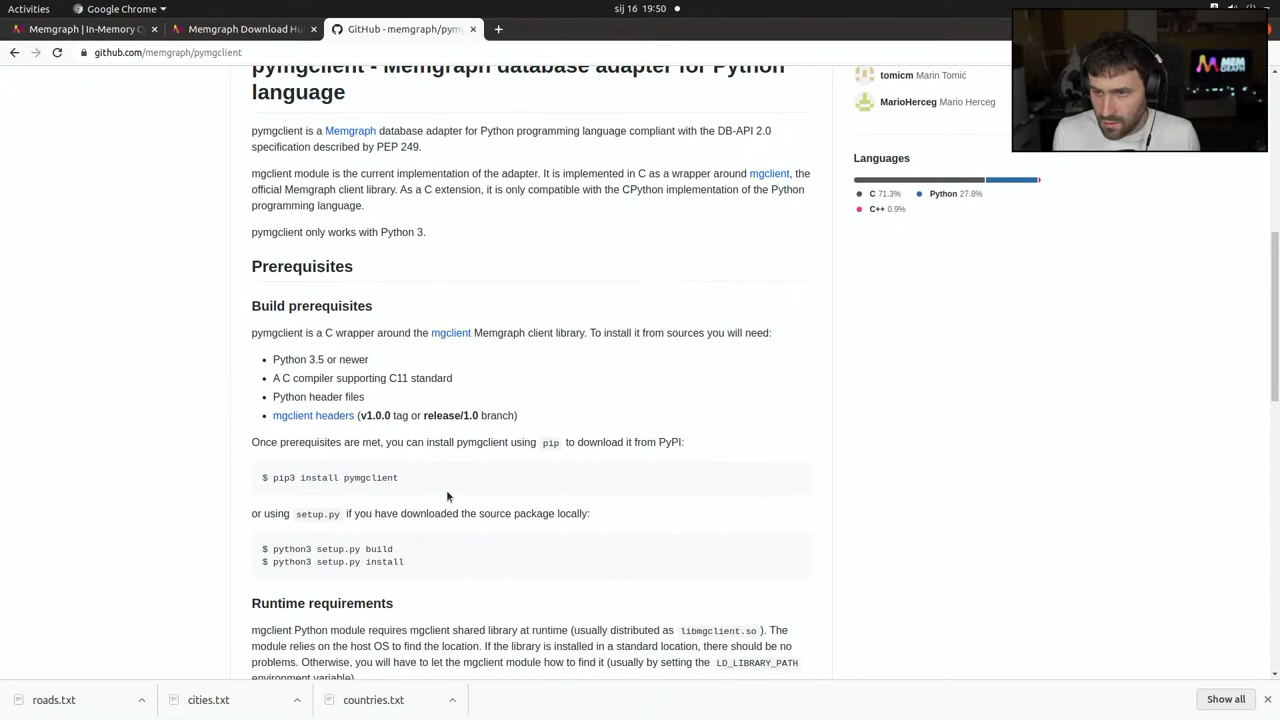 Activities
Google Chrome
sij 16 19:50
Memgraph | In-Memory Cy
Memgraph Download Hu
GitHub - memgraph/pymg
github.com/memgraph/pymgclient
pymgclient - Memgraph database adapter for Python
language
pymgclient is a Memgraph database adapter for Python programming language compliant with the DB-API 2.0
specification described by PEP 249.
mgclient module is the current implementation of the adapter. It is implemented in C as a wrapper around mgclient, the
official Memgraph client library. As a C extension, it is only compatible with the CPython implementation of the Python
programming language.
pymgclient only works with Python 3.
Prerequisites
Build prerequisites
pymgclient is a C wrapper around the mgclient Memgraph client library. To install it from sources you will need:
Python 3.5 or newer
A C compiler supporting C11 standard
Python header files
mgclient headers (v1.0.0 tag or release/1.0 branch)
Once prerequisites are met, you can install pymgclient using pip to download it from PyPI:
$ pip3 install pymgclient
or using setup.py if you have downloaded the source package locally:
$ python3 setup.py build
$ python3 setup.py install
Runtime requirements
mgclient Python module requires mgclient shared library at runtime (usually distributed as libmgclient.so ). The
module relies on the host OS to find the location. If the library is installed in a standard location, there should be no
problems. Otherwise, you will have to let the mgclient module how to find it (usually by setting the LD_LIBRARY_PATH
environment variable).
tomicm Marin Tomić
MarioHerceg Mario Herceg
Languages
C 71.3%
Python 27.8%
C++ 0.9%
MEM
GRAPH
roads.txt
cities.txt
countries.txt
Show all